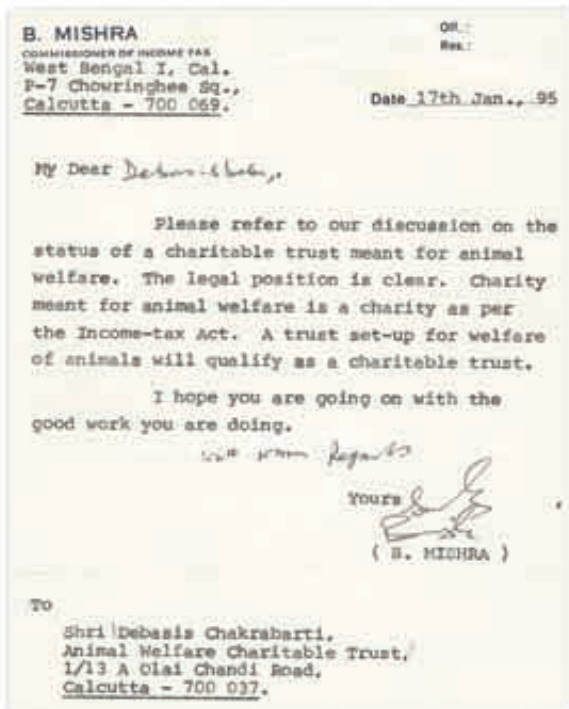 B. MISHRA
COMMISSIONER OF INCOME TAX
West Bengal I, Cal.
P-7 Chowringhee Sq.,
Calcutta - 700 069.
Off. :
Res. :
Date 17th Jan., 95
My Dear
Please refer to our discussion on the
status of a charitable trust meant for animal
welfare. The legal position is clear. Charity
meant for animal welfare is a charity as per
the Income-tax Act. A trust set-up for welfare
of animals will qualify as a charitable trust.
I hope you are going on with the
good work you are doing.
with warm Regards
Yours
( B. MISHRA )
To
Shri Debasis Chakrabarti,
Animal Welfare Charitable Trust,
1/13 A Olai Chandi Road,
Calcutta - 700 037.